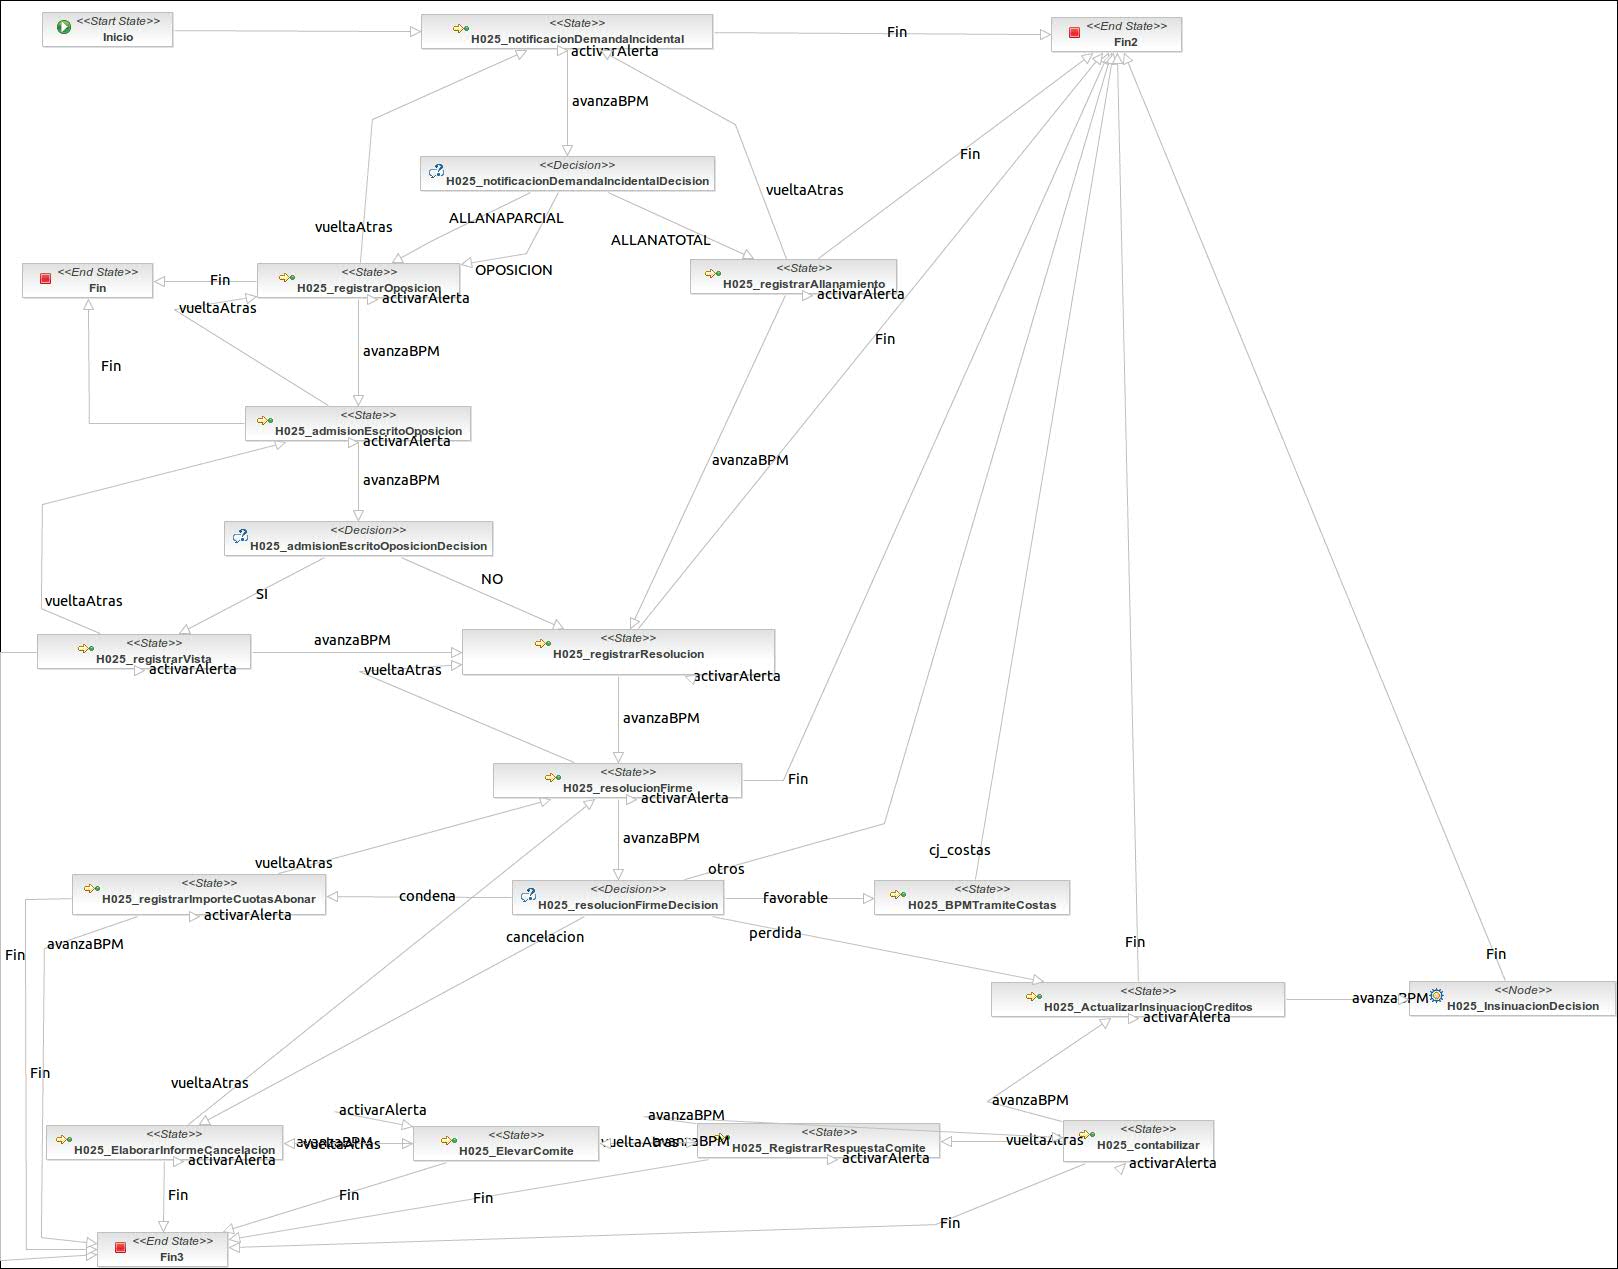 <<Start State>>
Inicio
<<State>>
H025_notificacionDemandaIncidental
activarAlerta
Fin
<<End State>>
Fin2
avanzaBPM
<<Decision>>
H025_notificacionDemandaIncidentalDecision
Fin
vueltaAtras
vueltaAtras
ALLANAPARCIAL
ALLANATOTAL
OPOSICION
<<End State>>
Fin
Fin
<<State>>
H025_registrarOposicion
activarAlerta
<<State>>
H025_registrarAllanamiento
activarAlerta
vueltaAtras
Fin
avanzaBPM
Fin
<<State>>
H025_admisionEscritoOposicion
activarAlerta
avanzaBPM
avanzaBPM
<<Decision>>
H025_admisionEscritoOposicionDecision
NO
SI
vueltaAtras
<<State>>
H025_registrarVista
activarAlerta
avanzaBPM
<<State>>
H025_registrarResolucion
activarAlerta
vueltaAtras
avanzaBPM
<<State>>
H025_resolucionFirme
activarAlerta
Fin
avanzaBPM
cj_costas
vueltaAtras
otros
<<State>>
H025_registrarImporteCuotasAbonar
activarAlerta
condena
<<Decision>>
H025_resolucionFirmeDecision
favorable
<<State>>
H025_BPMTramiteCostas
cancelacion
perdida
avanzaBPM
Fin
Fin
Fin
<<State>>
H025_ActualizarInsinuacionCreditos
activarAlerta
avanzaBPM
<<Node>>
H025_InsinuacionDecision
Fin
vueltaAtras
avanzaBPM
activarAlerta
avanzaBPM
<<State>>
H025_ElaborarInformeCancelacion
activarAlerta
avanzaBPM
vueltaAtras
<<State>>
H025_ElevarComite
vueltaAtras
avanzaBPM
<<State>>
H025_RegistrarRespuestaComite
activarAlerta
vueltaAtras
<<State>>
H025_contabilizar
activarAlerta
Fin
Fin
Fin
Fin
<<End State>>
Fin3